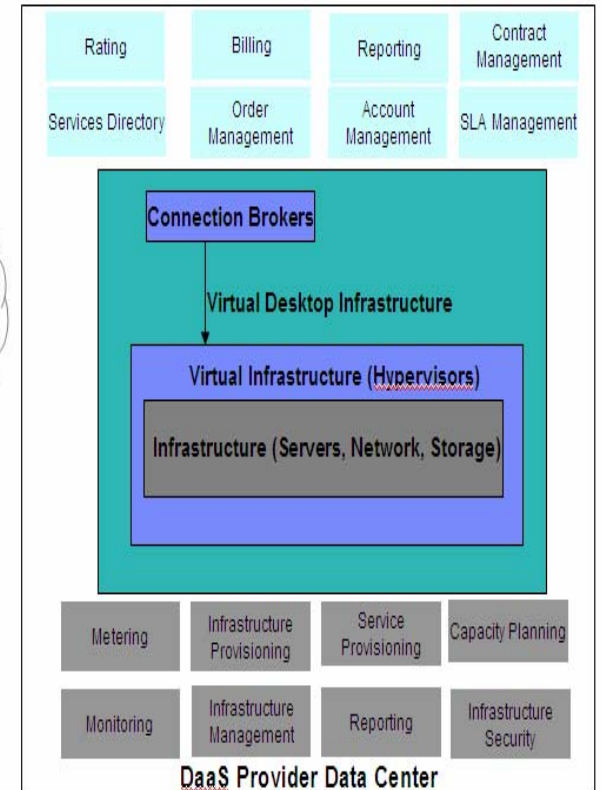 Rating
Billing
Reporting
Contract
Management
Services Directory
Order
Management
Account
Management
SLA Management
Connection Brokers
Virtual Desktop Infrastructure
Virtual Infrastructure (Hypervisors)
Infrastructure (Servers, Network, Storage)
Metering
Infrastructure
Provisioning
Service
Provisioning
Capacity Planning
Monitoring
Infrastructure
Management
Reporting
Infrastructure
Security
DaaS Provider Data Center